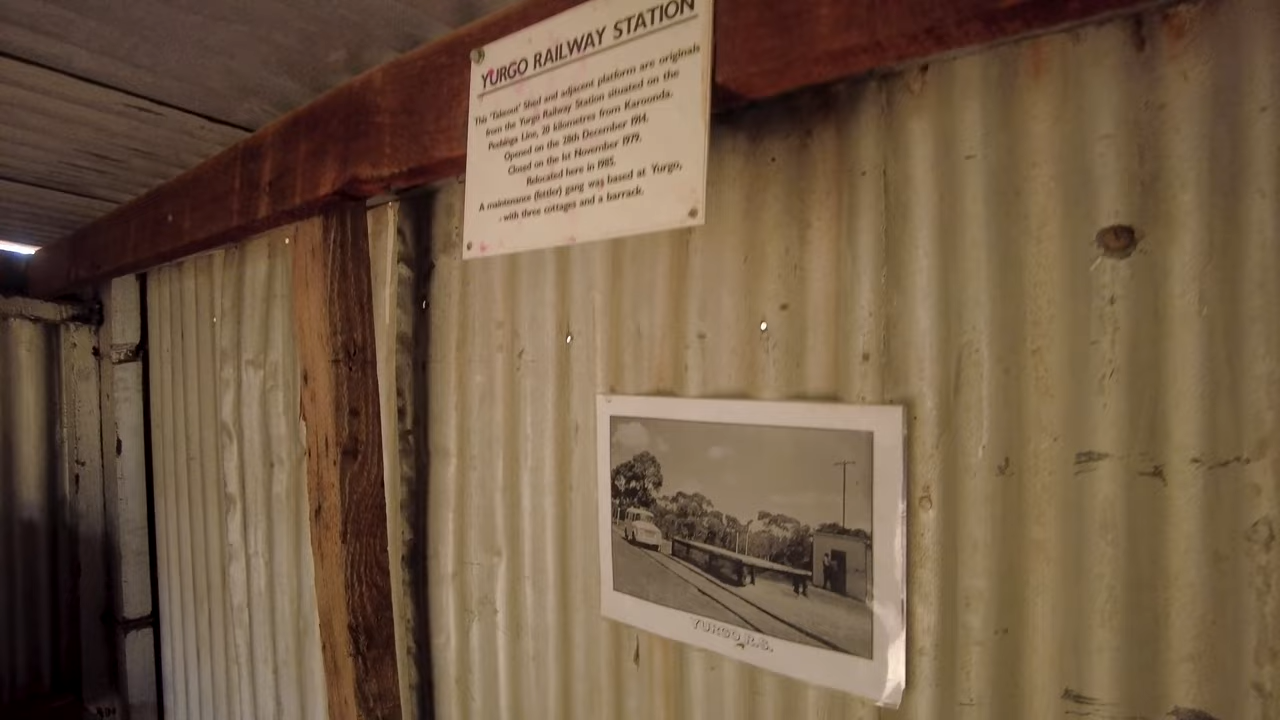 YURGO RAILWAY STATION
This 'Takeout' Shed and adjacent platform are originals
from the Yurgo Railway Station situated on the
Peebinga Line, 20 kilometres from Karoonda.
Opened on the 28th December 1914.
Closed on the 1st November 1979.
Relocated here in 1985.
A maintenance (fettler) gang was based at Yurgo,
with three cottages and a barrack.
YURGO R.S.